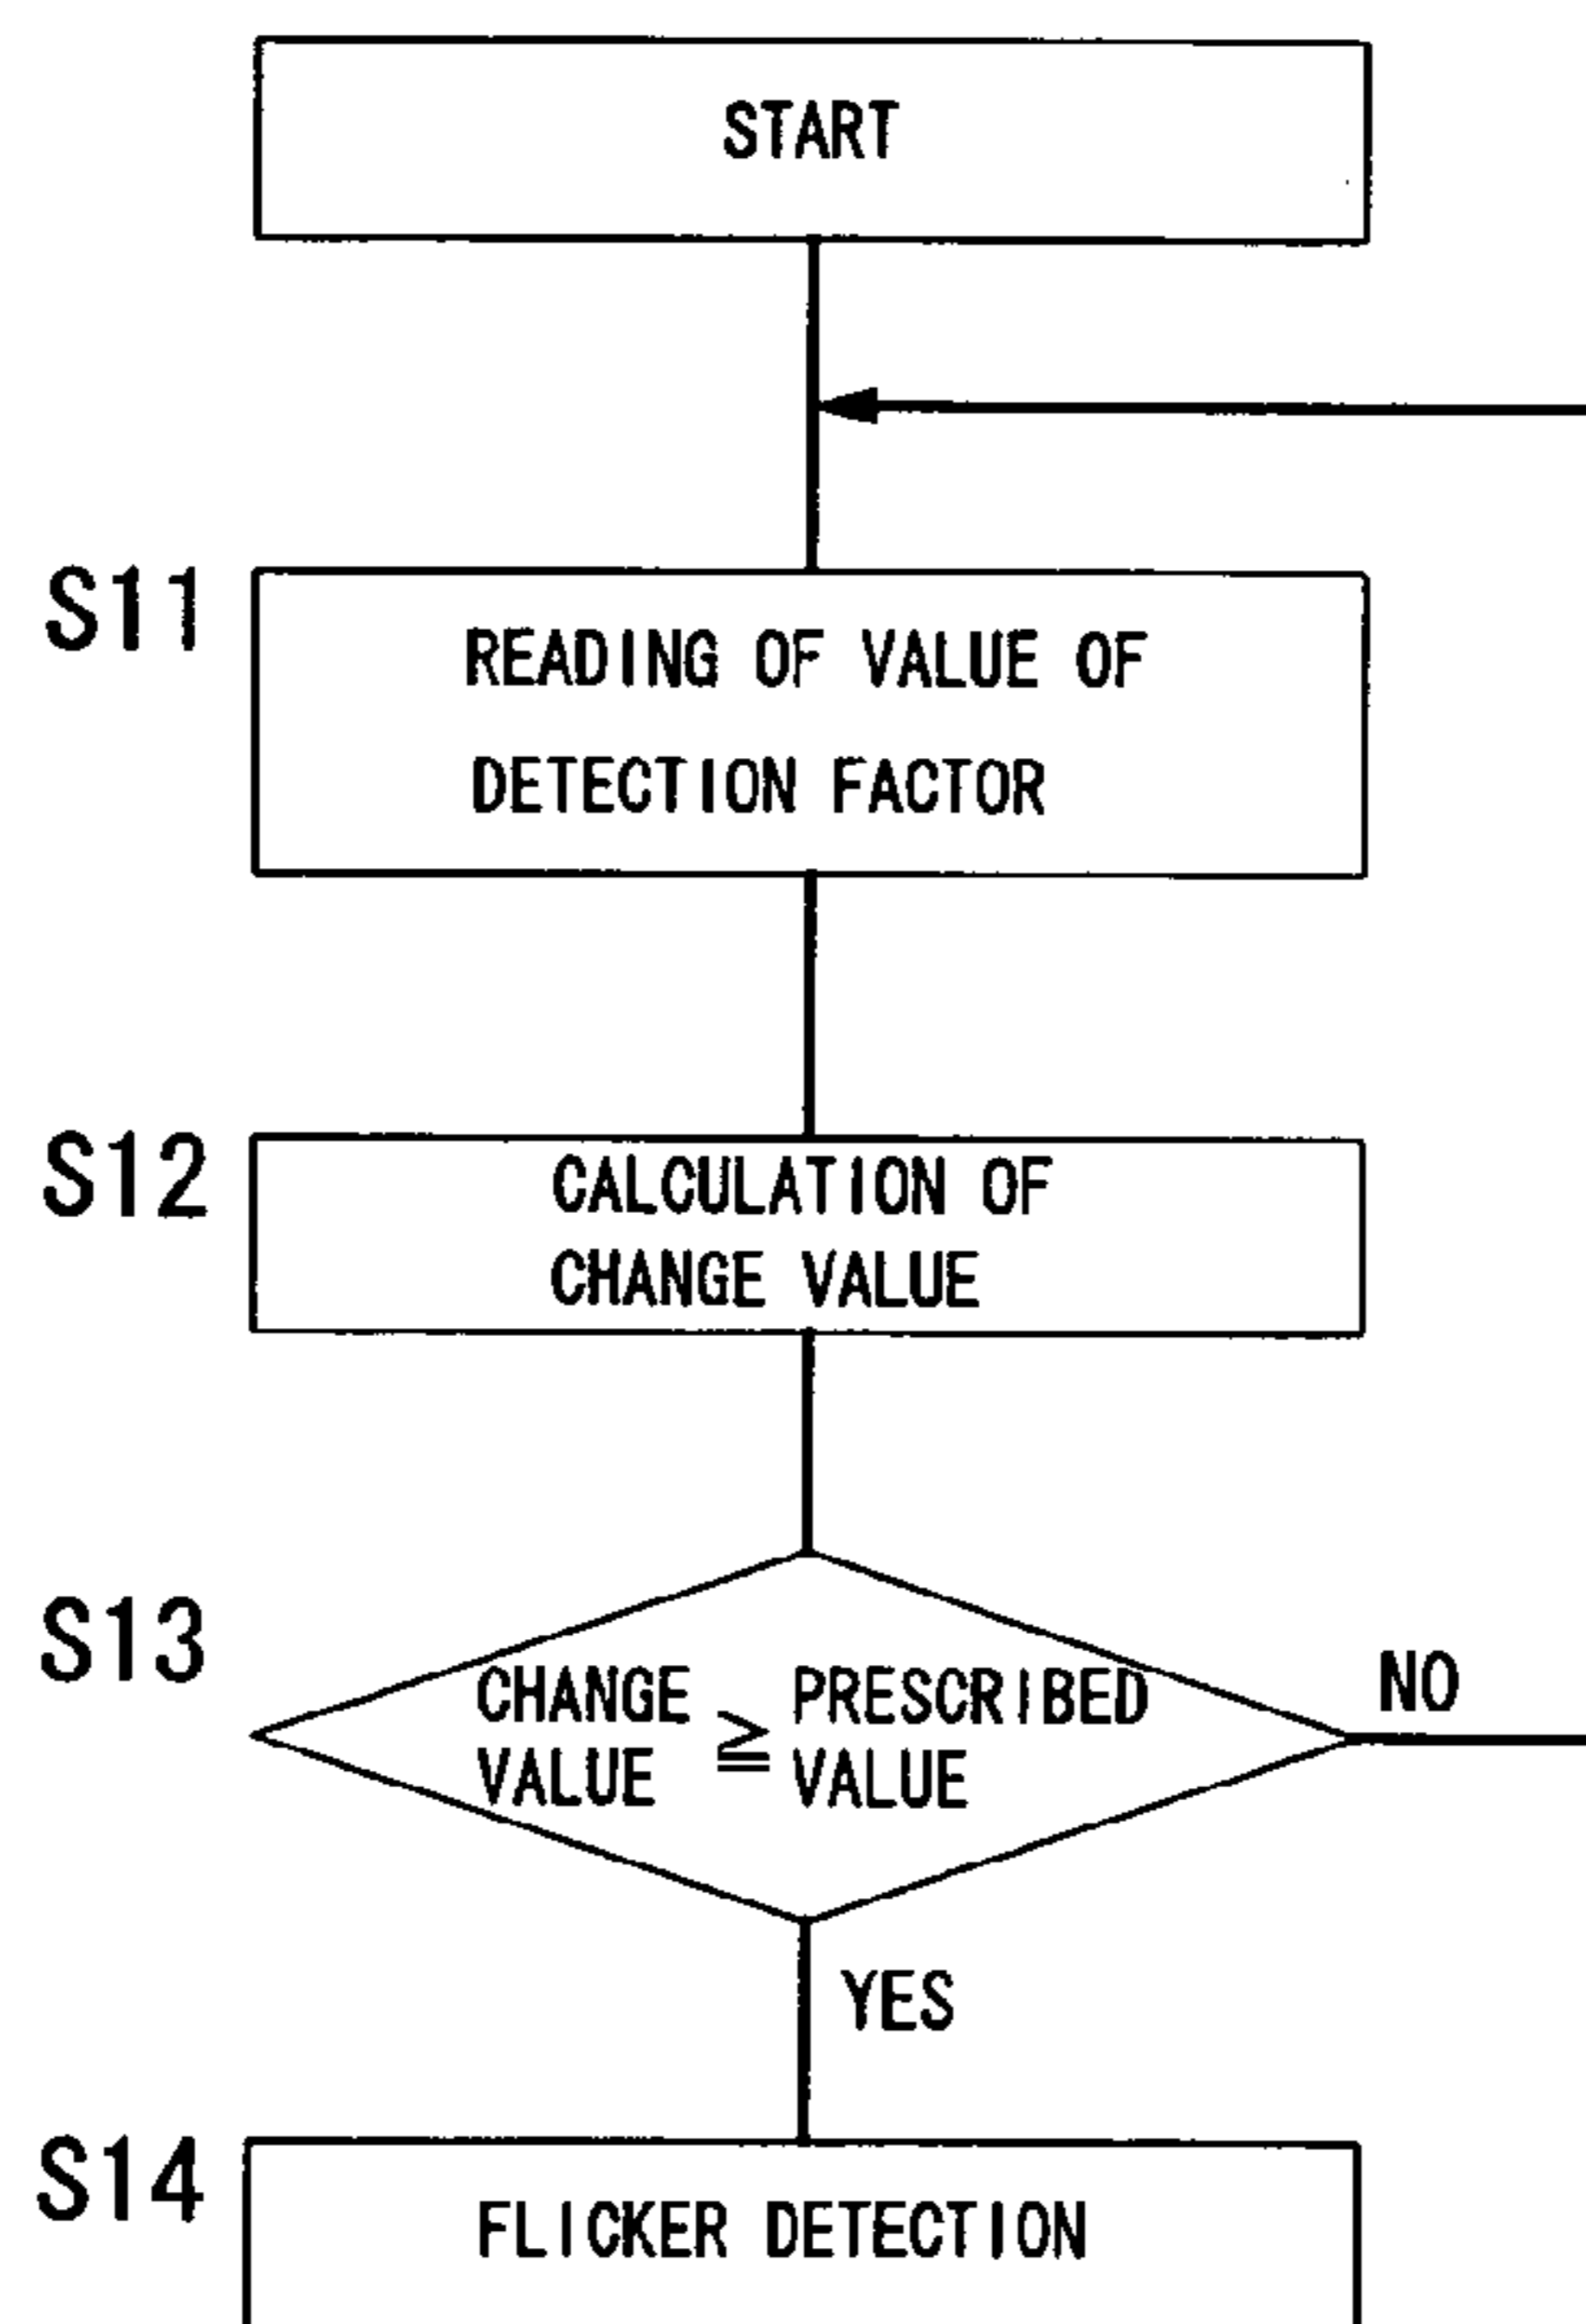 START
S11
READING OF VALUE OF
DETECTION FACTOR
S12
CALCULATION OF
CHANGE VALUE
S13
CHANGE VALUE ≧ PRESCRIBED VALUE
NO
YES
S14
FLICKER DETECTION